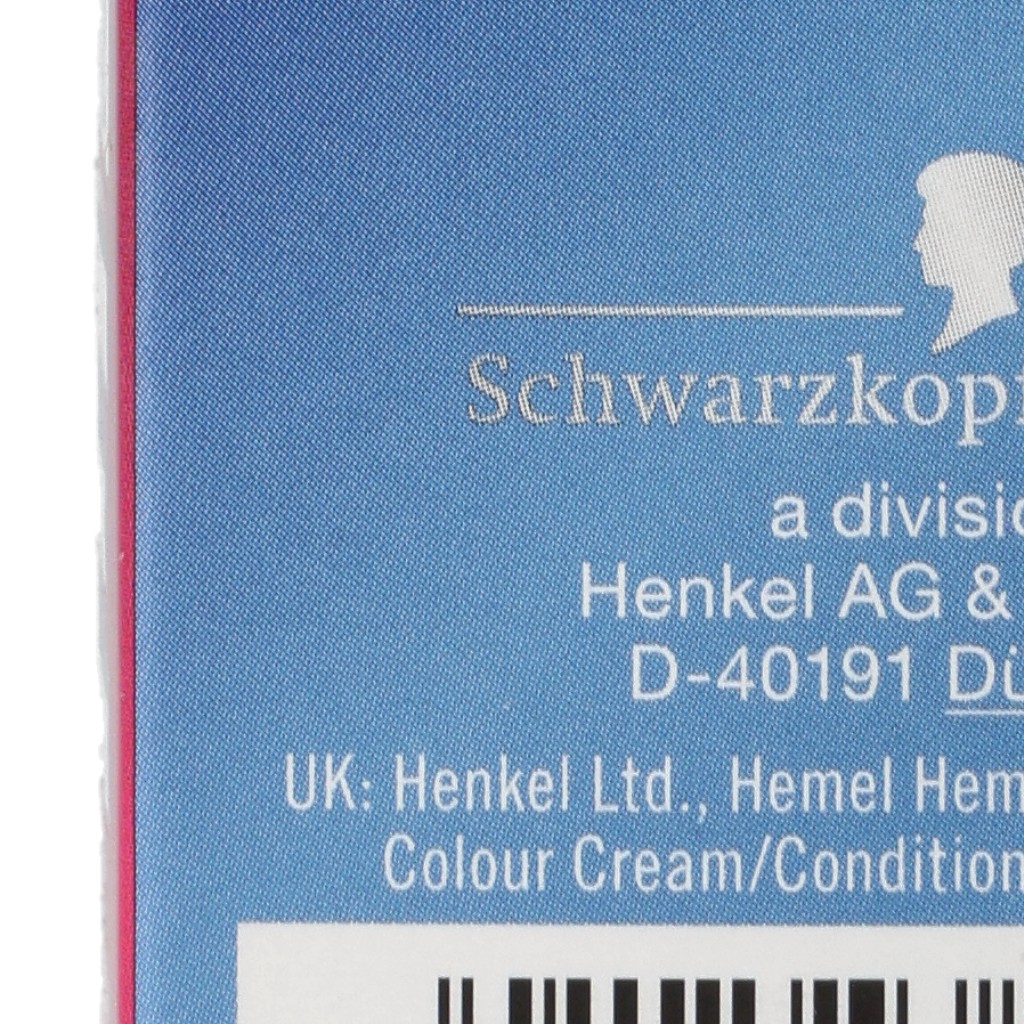 Schwarzkop
a divisi
Henkel AG &
D-40191 Dü
UK: Henkel Ltd., Hemel Hem
Colour Cream/Condition